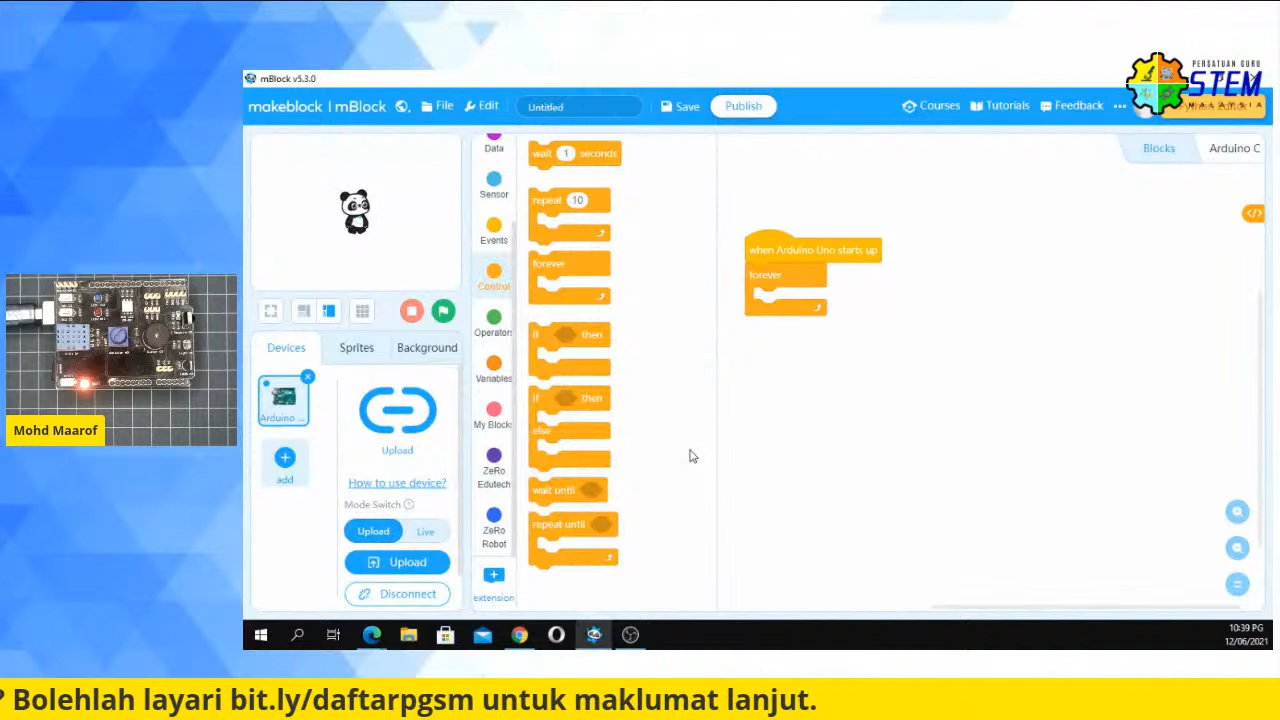 PERSATUAN GURU
STEM
MALAYSIA
mBlock v5.3.0
makeblock | mBlock
File
Edit
Untitled
Save
Publish
Courses
Tutorials
Feedback
Python Editor
Data
Sensor
Events
Control
Operators
Variables
My Blocks
ZeRo
Edutech
ZeRo
Robot
extension
wait 1 seconds
repeat 10
forever
if then
if then
else
wait until
repeat until
Blocks
Arduino C
</>
when Arduino Uno starts up
forever
Devices
Sprites
Background
Arduino ...
add
Upload
How to use device?
Mode Switch ?
Upload
Live
Upload
Disconnect
Mohd Maarof
10:39 PG
12/06/2021
? Bolehlah layari bit.ly/daftarpgsm untuk maklumat lanjut.